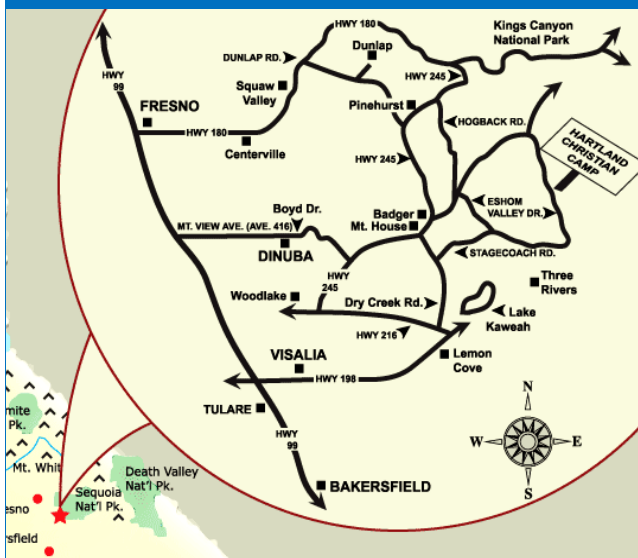 HWY 180
Kings Canyon
National Park
Dunlap
DUNLAP RD.
HWY
99
HWY 245
Squaw
Valley
Pinehurst
FRESNO
HOGBACK RD.
HARTLAND
CHRISTIAN
CAMP
HWY 180
Centerville
HWY 245
ESHOM
VALLEY DR.
Boyd Dr.
Badger
Mt. House
MT. VIEW AVE. (AVE. 416)
DINUBA
STAGECOACH RD.
HWY
245
Three
Rivers
Woodlake
Dry Creek Rd.
Lake
Kaweah
HWY 216
VISALIA
Lemon
Cove
HWY 198
N
TULARE
W
E
HWY
99
S
BAKERSFIELD
mite
Pk.
Mt. Whit
Death Valley
Nat'l Pk.
Sequoia
Nat'l Pk.
esno
rsfield